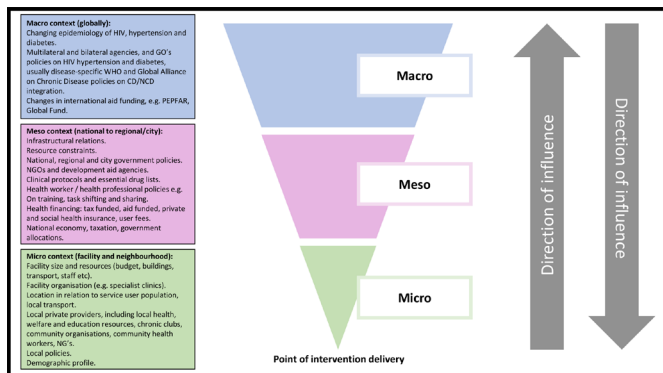 Macro context (globally):
Changing epidemiology of HIV, hypertension and
diabetes.
Multilateral and bilateral agencies, and GO's
policies on HIV hypertension and diabetes,
usually disease-specific WHO and Global Alliance
on Chronic Disease policies on CD/NCD
integration.
Changes in international aid funding, e.g. PEPFAR,
Global Fund.
Meso context (national to regional/city):
Infrastructural relations.
Resource constraints.
National, regional and city government policies.
NGOs and development aid agencies.
Clinical protocols and essential drug lists.
Health worker / health professional policies e.g.
On training, task shifting and sharing.
Health financing: tax funded, aid funded, private
and social health insurance, user fees.
National economy, taxation, government
allocations.
Micro context (facility and neighbourhood):
Facility size and resources (budget, buildings,
transport, staff etc).
Facility organisation (e.g. specialist clinics).
Location in relation to service user population,
local transport.
Local private providers, including local health,
welfare and education resources, chronic clubs,
community organisations, community health
workers, NG's.
Local policies.
Demographic profile.
Macro
Meso
Micro
Point of intervention delivery
Direction of influence
Direction of influence